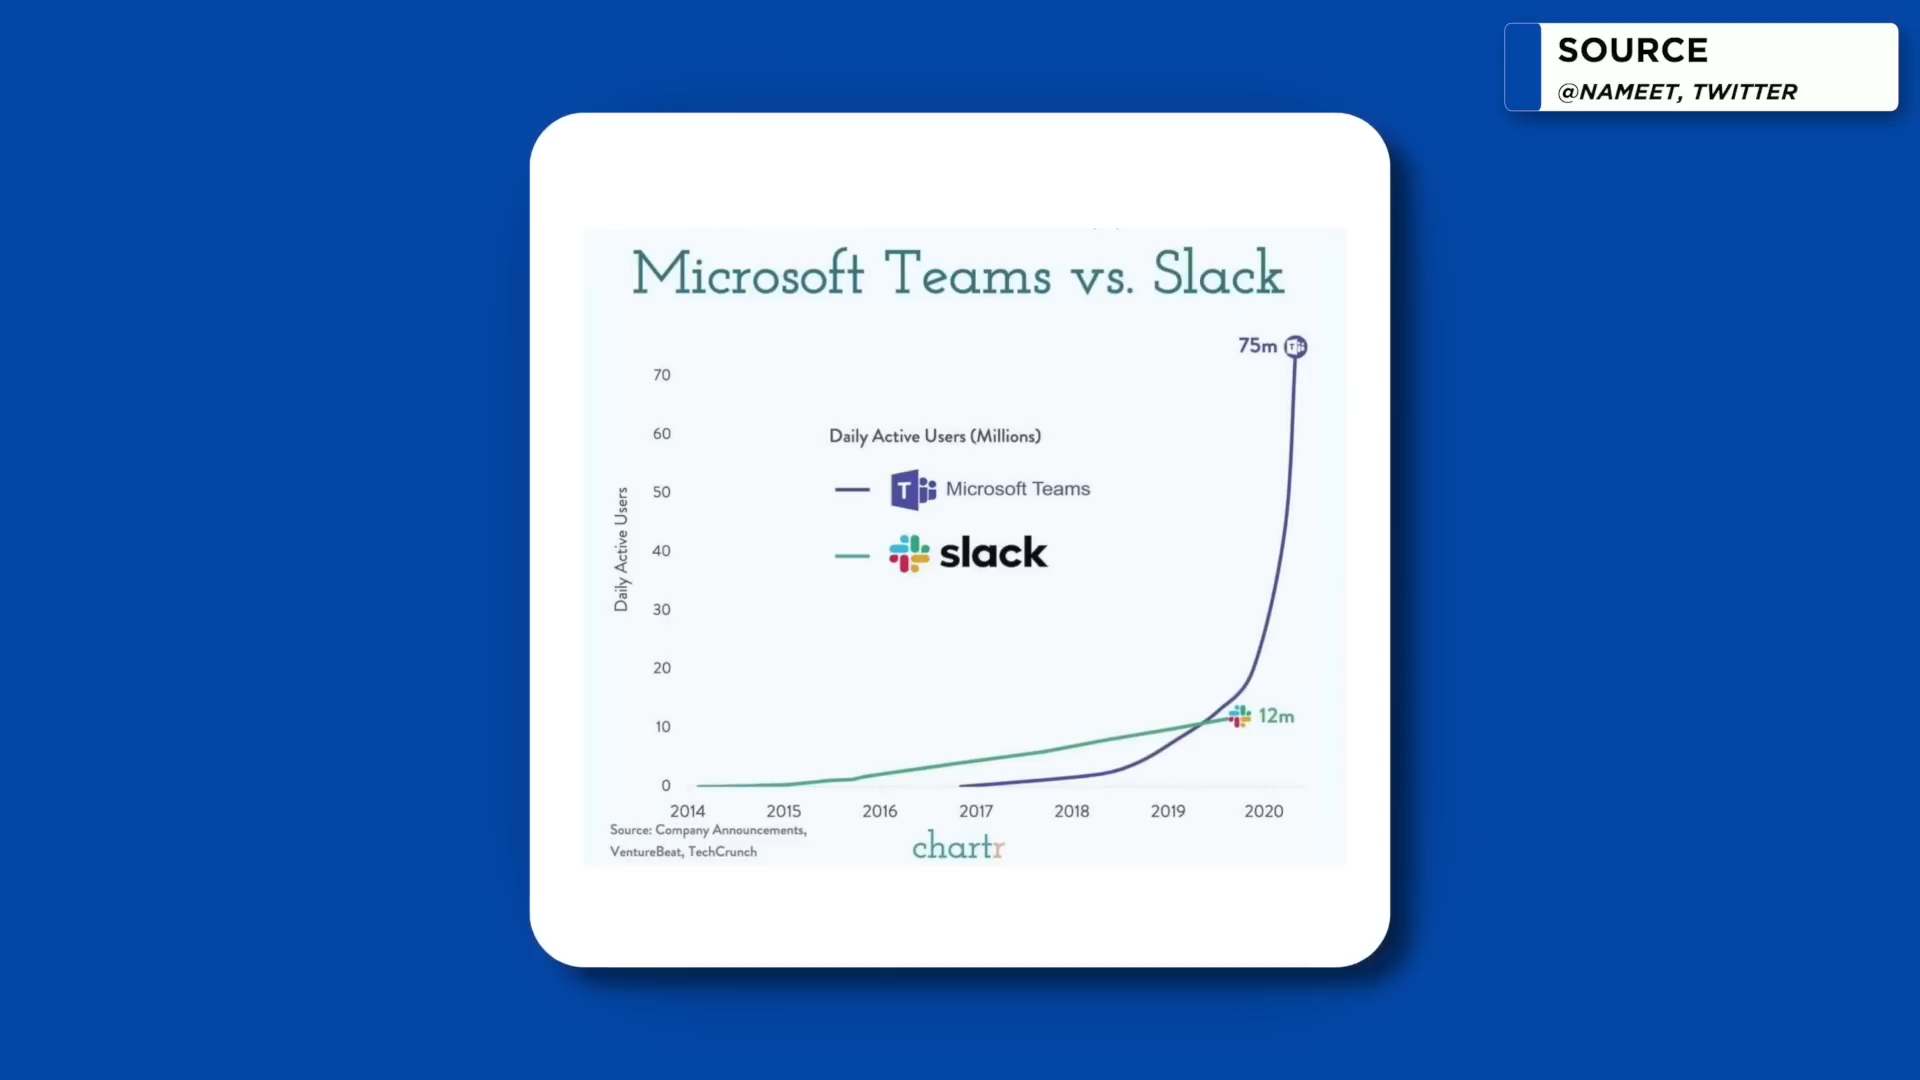 SOURCE
@NAMEET, TWITTER
Microsoft Teams vs. Slack
75m
70
60
50
40
30
20
10
0
Daily Active Users
Daily Active Users (Millions)
T Microsoft Teams
slack
12m
2014 2015 2016 2017 2018 2019 2020
Source: Company Announcements,
VentureBeat, TechCrunch
chartr